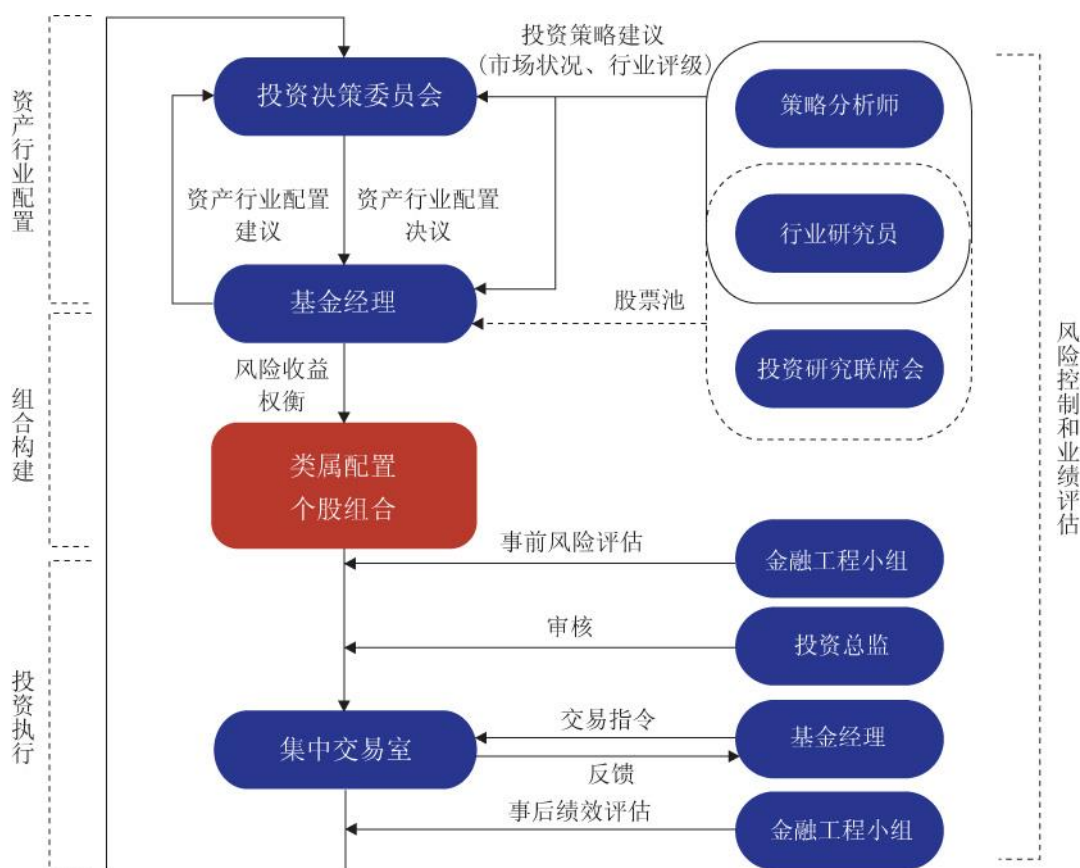 投资策略建议
(市场状况、行业评级)
投资决策委员会
策略分析师
资产行业配置
资产行业配置
建议
资产行业配置
决议
行业研究员
基金经理
股票池
风险收益
权衡
投资研究联席会
组合构建
类属配置
个股组合
风险控制和业绩评估
事前风险评估
金融工程小组
审核
投资总监
投资执行
集中交易室
交易指令
反馈
基金经理
事后绩效评估
金融工程小组